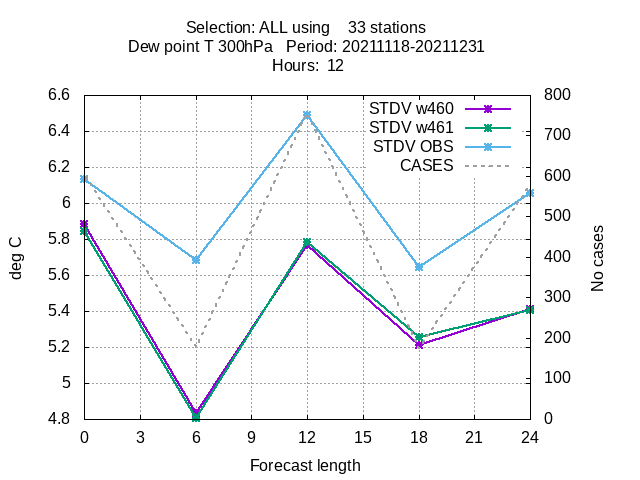 Selection: ALL using    33 stations
Dew point T 300hPa   Period: 20211118-20211231
Hours:  12
6.6
6.4
6.2
6
5.8
5.6
5.4
5.2
5
4.8
deg C
STDV w460
STDV w461
STDV OBS
CASES
800
700
600
500
400
300
200
100
0
No cases
0 3 6 9 12 15 18 21 24
Forecast length